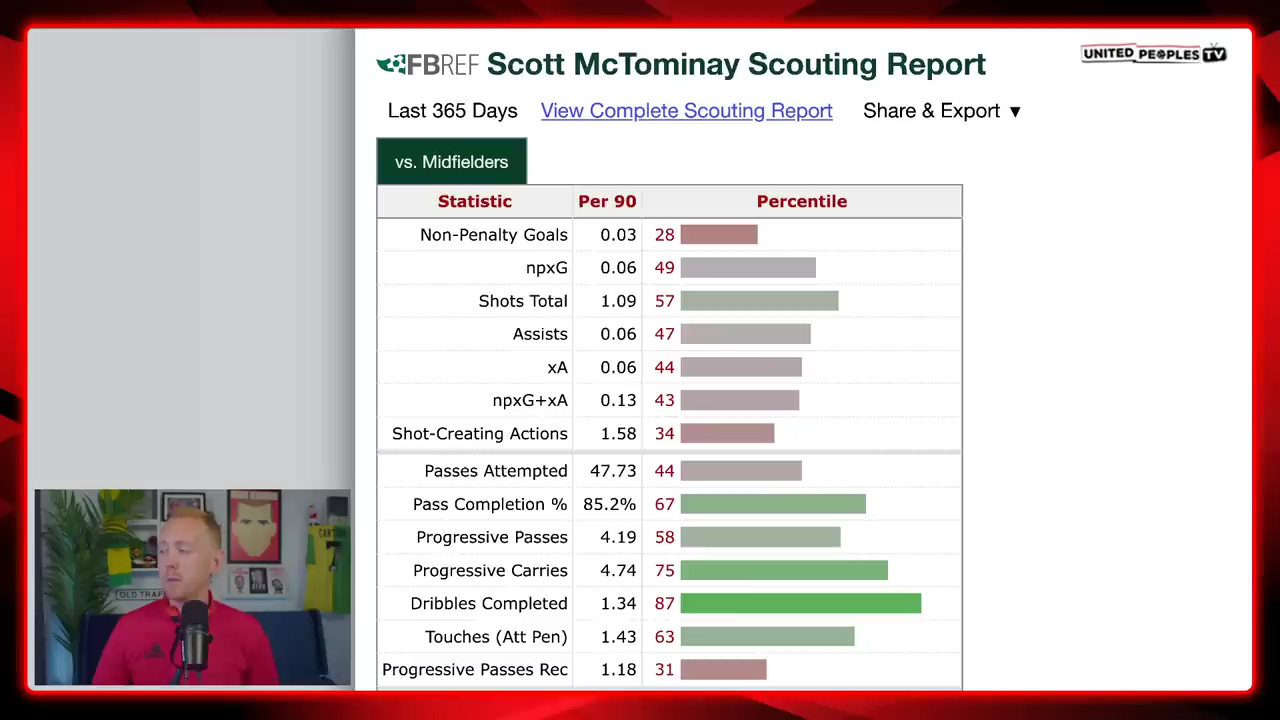 FBREF Scott McTominay Scouting Report
UNITED PEOPLES TV
Last 365 Days View Complete Scouting Report Share & Export ▼
vs. Midfielders
Statistic Per 90 Percentile
Non-Penalty Goals 0.03 28
npxG 0.06 49
Shots Total 1.09 57
Assists 0.06 47
xA 0.06 44
npxG+xA 0.13 43
Shot-Creating Actions 1.58 34
Passes Attempted 47.73 44
Pass Completion % 85.2% 67
Progressive Passes 4.19 58
Progressive Carries 4.74 75
Dribbles Completed 1.34 87
Touches (Att Pen) 1.43 63
Progressive Passes Rec 1.18 31
OLD TRAF